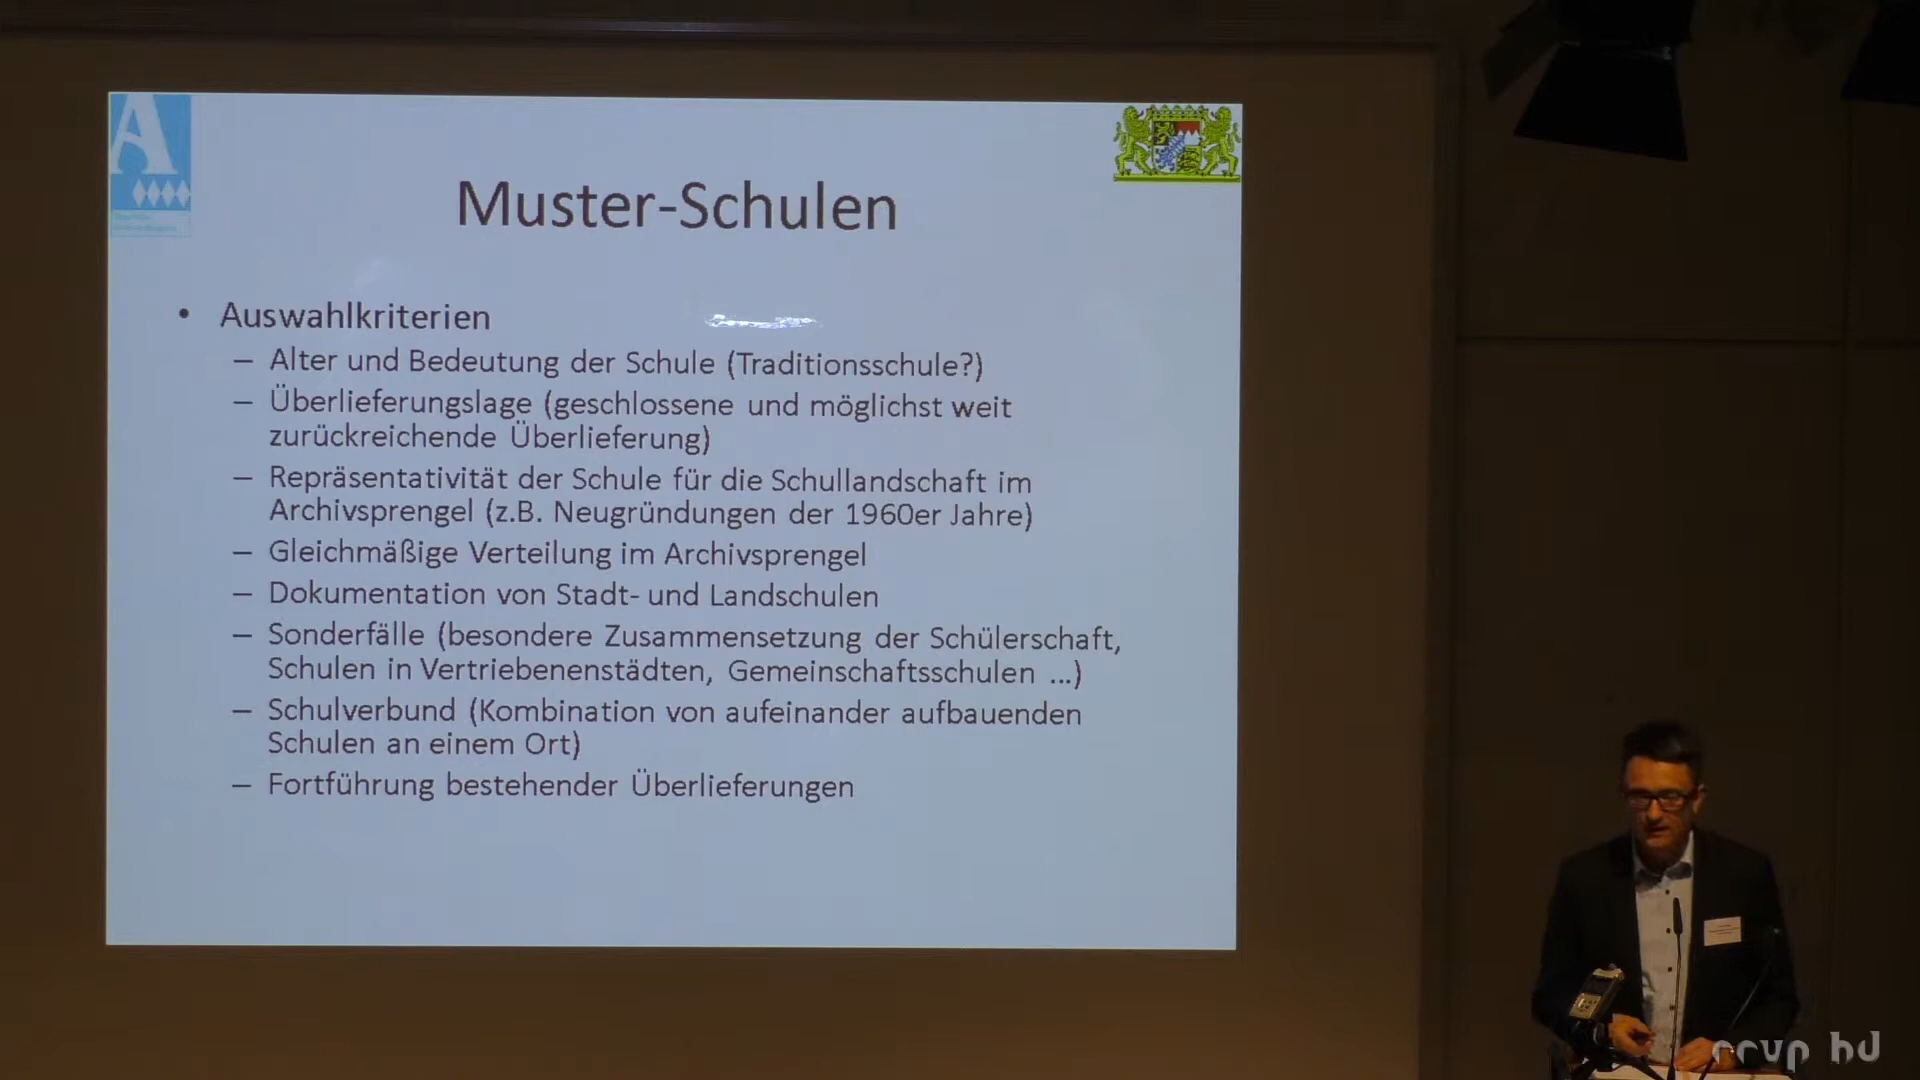 A
Muster-Schulen
• Auswahlkriterien
– Alter und Bedeutung der Schule (Traditionsschule?)
– Überlieferungslage (geschlossene und möglichst weit
zurückreichende Überlieferung)
– Repräsentativität der Schule für die Schullandschaft im
Archivsprengel (z.B. Neugründungen der 1960er Jahre)
– Gleichmäßige Verteilung im Archivsprengel
– Dokumentation von Stadt- und Landschulen
– Sonderfälle (besondere Zusammensetzung der Schülerschaft,
Schulen in Vertriebenenstädten, Gemeinschaftsschulen ...)
– Schulverbund (Kombination von aufeinander aufbauenden
Schulen an einem Ort)
– Fortführung bestehender Überlieferungen